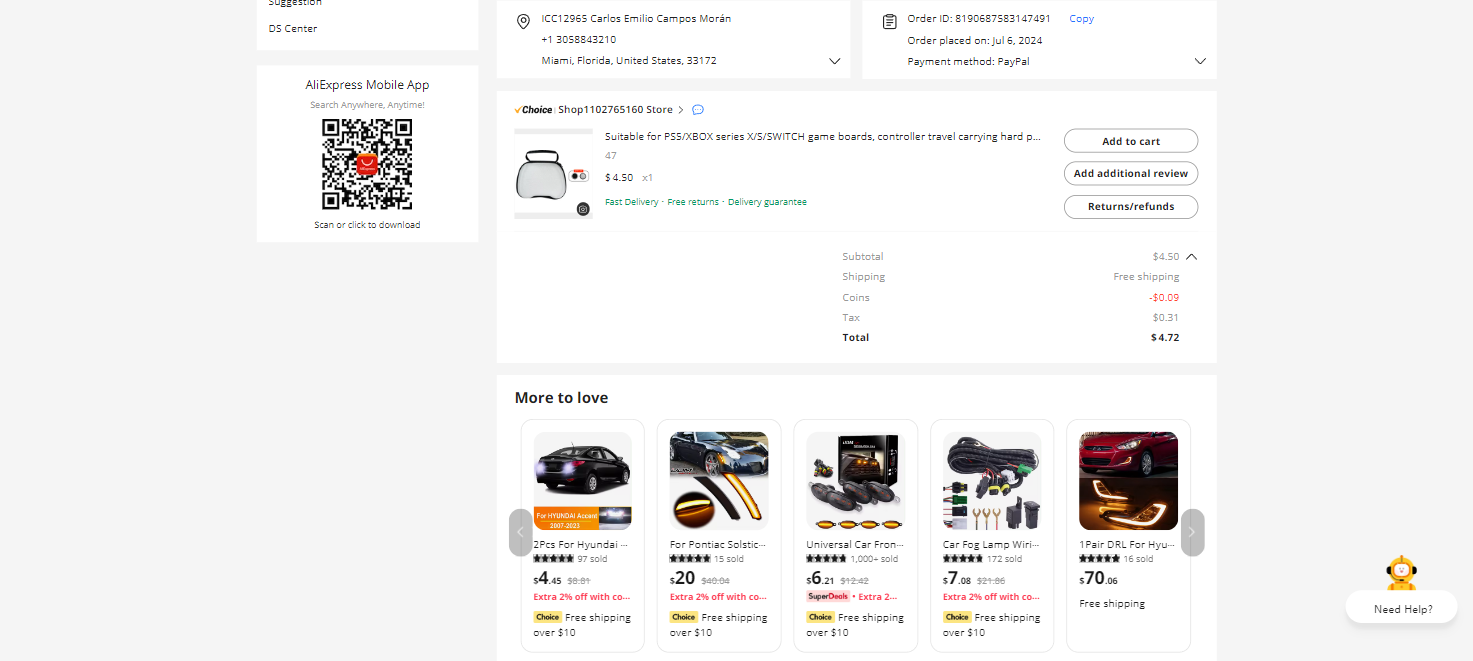 Suggestion
DS Center
AliExpress Mobile App
Search Anywhere, Anytime!
Scan or click to download
ICC12965 Carlos Emilio Campos Morán
+1 3058843210
Miami, Florida, United States, 33172
Order ID: 8190687583147491 Copy
Order placed on: Jul 6, 2024
Payment method: PayPal
Choice Shop1102765160 Store
Suitable for PS5/XBOX series X/S/SWITCH game boards, controller travel carrying hard p...
47
$4.50 x1
Fast Delivery · Free returns · Delivery guarantee
Add to cart
Add additional review
Returns/refunds
Subtotal $4.50
Shipping Free shipping
Coins -$0.09
Tax $0.31
Total $4.72
More to love
For HYUNDAI Accent
2007-2023
2Pcs For Hyundai ...
97 sold
$4.45 $8.81
Extra 2% off with co...
Choice Free shipping
over $10
For Pontiac Solstic...
15 sold
$20 $40.04
Extra 2% off with co...
Choice Free shipping
over $10
Universal Car Fron...
1,000+ sold
$6.21 $12.42
SuperDeals • Extra 2...
Choice Free shipping
over $10
Car Fog Lamp Wiri...
172 sold
$7.08 $21.86
Extra 2% off with co...
Choice Free shipping
over $10
1Pair DRL For Hyu...
16 sold
$70.06
Free shipping
Need Help?